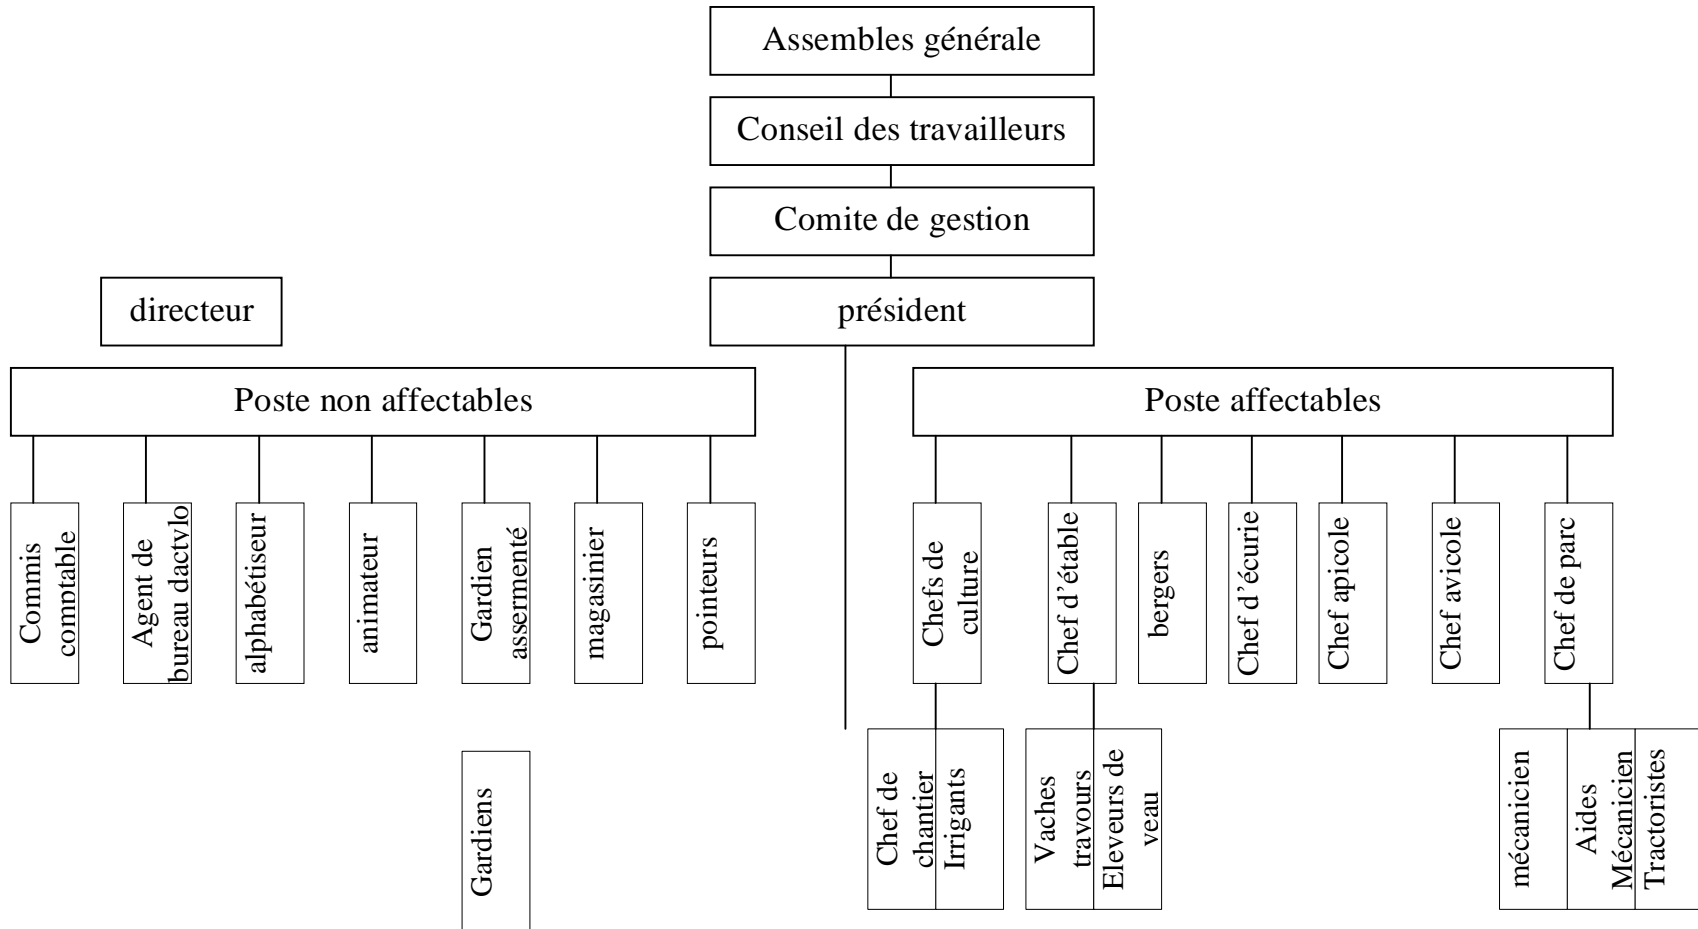 Assembles générale
Conseil des travailleurs
Comite de gestion
directeur
président
Poste non affectables
Poste affectables
Commis
comptable
Agent de
bureau dactylo
alphabétiseur
animateur
Gardien
assermenté
magasinier
pointeurs
Chefs de
culture
Chef d'étable
bergers
Chef d'écurie
Chef apicole
Chef avicole
Chef de parc
Gardiens
Chef de
chantier
Irrigants
Vaches
travours
Eleveurs de
veau
mécanicien
Aides
Mécanicien
Tractoristes